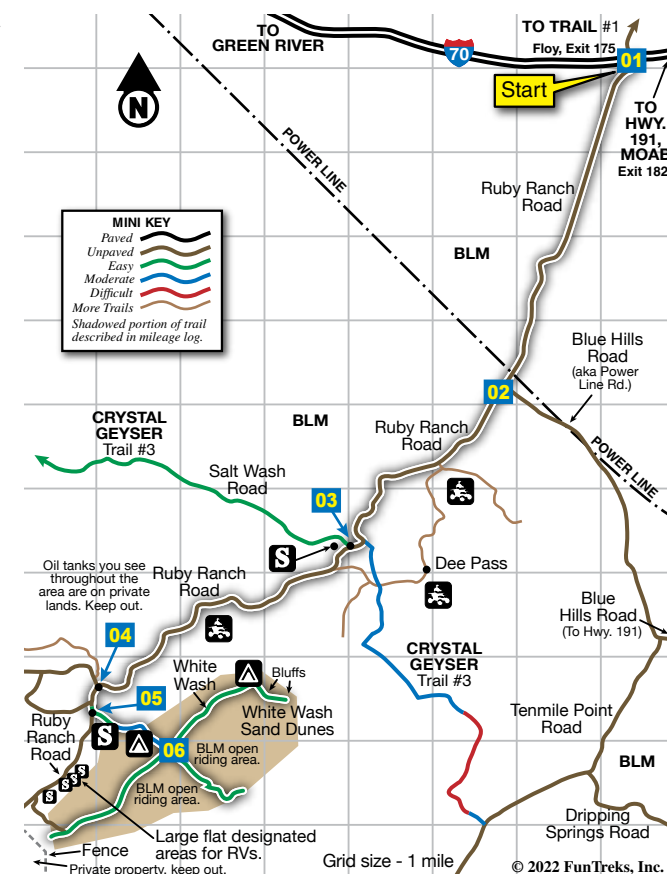 TO
GREEN RIVER
70
TO TRAIL #1
Floy, Exit 175
01
Start
TO
HWY.
191,
MOAB
Exit 182
N
POWER LINE
Ruby Ranch
Road
MINI KEY
Paved
Unpaved
Easy
Moderate
Difficult
More Trails
Shadowed portion of trail
described in mileage log.
BLM
Blue Hills
Road
(aka Power
Line Rd.)
02
CRYSTAL
GEYSER
Trail #3
BLM
Ruby Ranch
Road
POWER LINE
Salt Wash
Road
03
S
Dee Pass
Oil tanks you see
throughout the
area are on private
lands. Keep out.
Ruby Ranch
Road
Blue
Hills Road
(To Hwy. 191)
04
CRYSTAL
GEYSER
Trail #3
White
Wash
Bluffs
05
White Wash
Sand Dunes
Tenmile Point
Road
Ruby
Ranch
Road
S
06
BLM open
riding area.
BLM
S
S
S
S
BLM open
riding area.
Dripping
Springs Road
Large flat designated
areas for RVs.
Fence
Private property, keep out.
Grid size - 1 mile
© 2022 FunTreks, Inc.